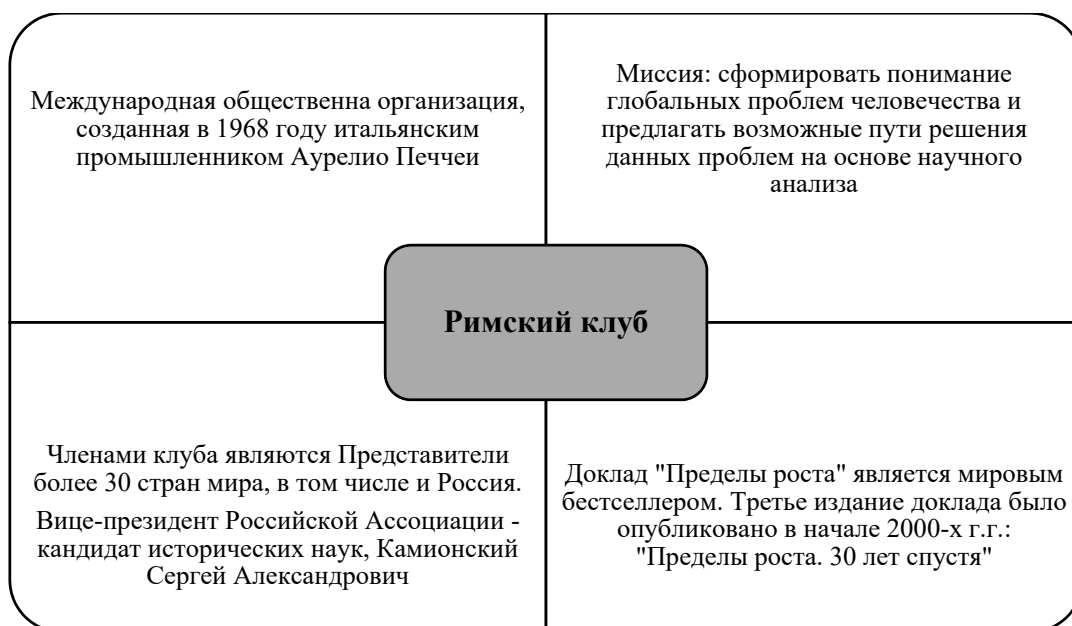 Международная общественна организация,
созданная в 1968 году итальянским
промышленником Аурелио Печчеи
Миссия: сформировать понимание
глобальных проблем человечества и
предлагать возможные пути решения
данных проблем на основе научного
анализа
Римский клуб
Членами клуба являются Представители
более 30 стран мира, в том числе и Россия.
Вице-президент Российской Ассоциации -
кандидат исторических наук, Камионский
Сергей Александрович
Доклад "Пределы роста" является мировым
бестселлером. Третье издание доклада было
опубликовано в начале 2000-х г.г.:
"Пределы роста. 30 лет спустя"